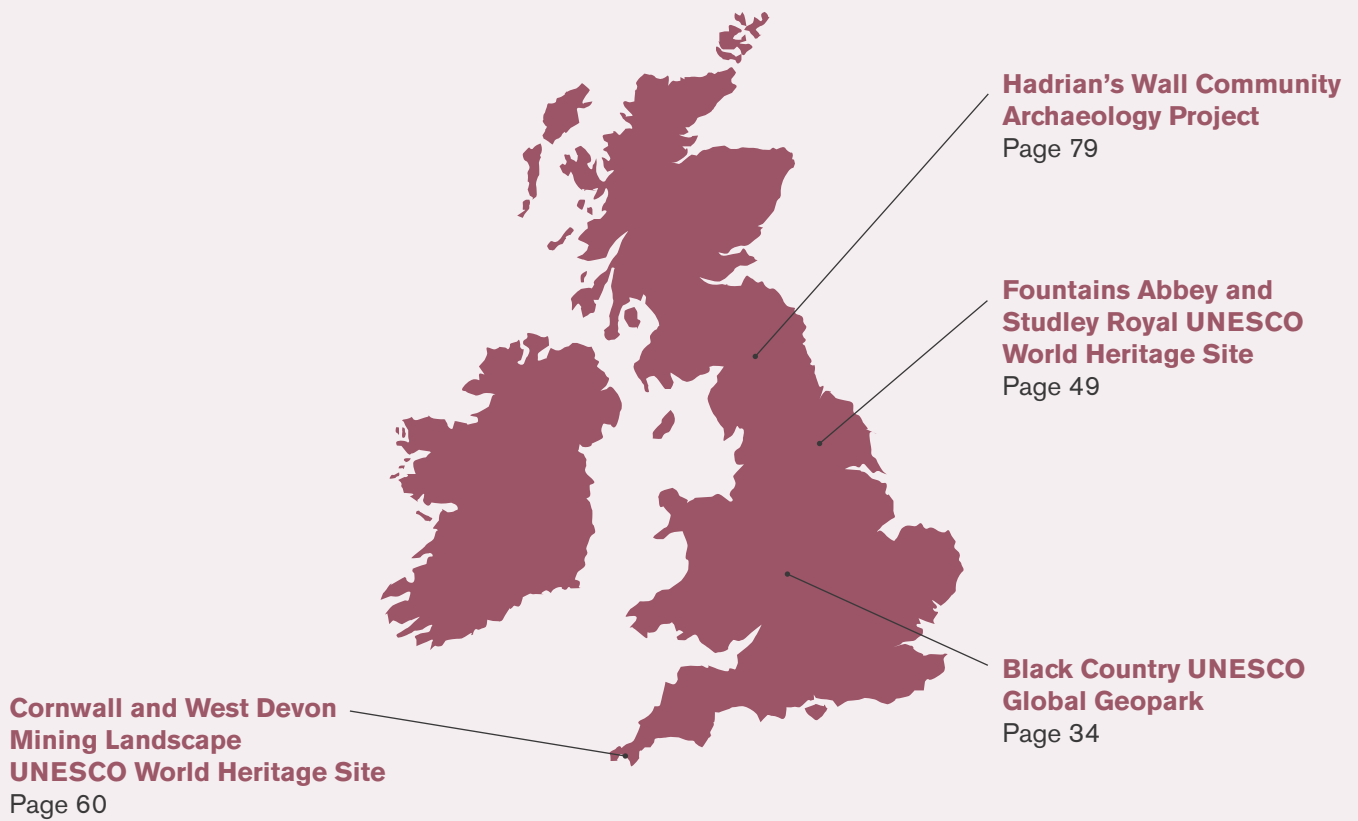 Hadrian’s Wall Community
Archaeology Project
Page 79
Fountains Abbey and
Studley Royal UNESCO
World Heritage Site
Page 49
Black Country UNESCO
Global Geopark
Page 34
Cornwall and West Devon
Mining Landscape
UNESCO World Heritage Site
Page 60